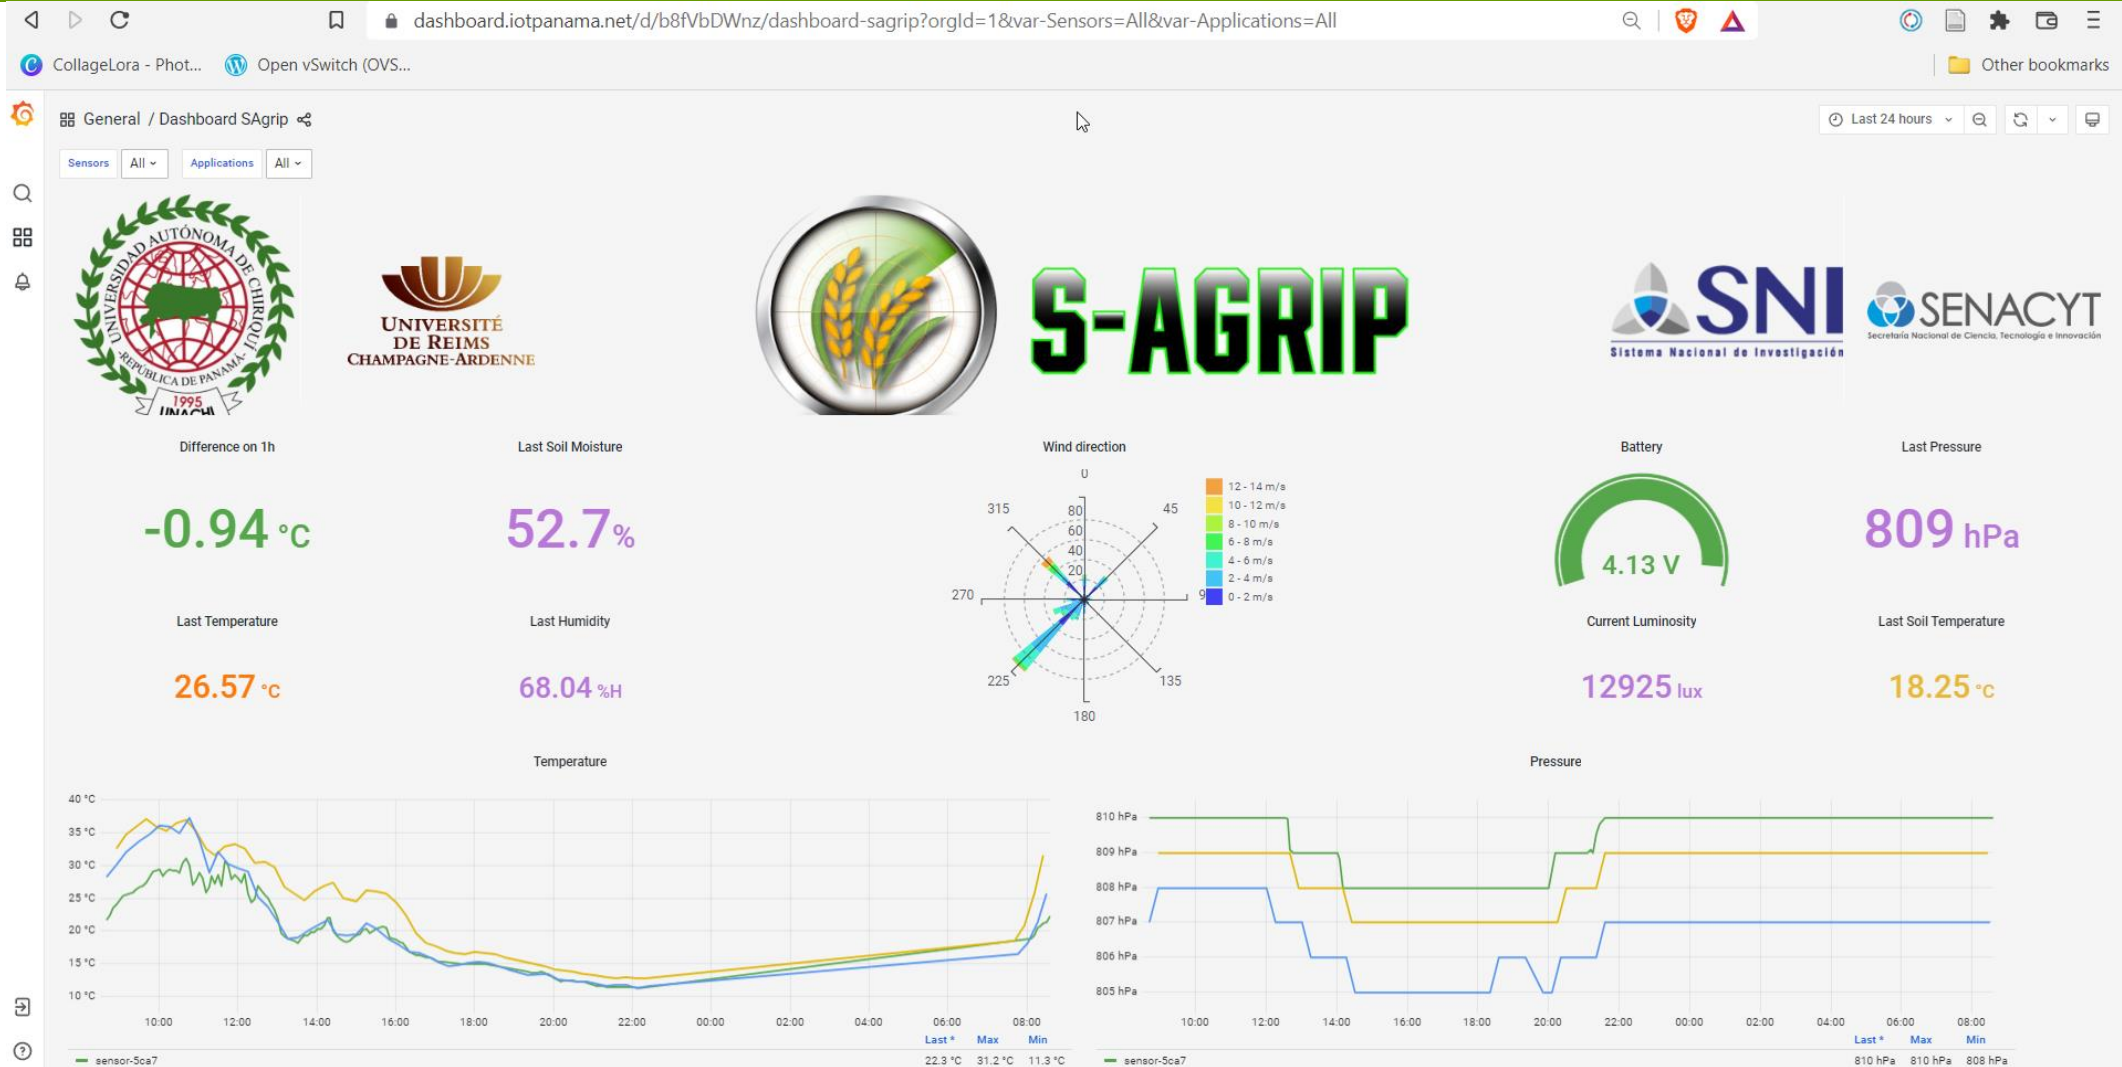 dashboard.iotpanama.net/d/b8fVbDWnz/dashboard-sagrip?orgId=1&var-Sensors=All&var-Applications=All
CollageLora - Phot... Open vSwitch (OVS... Other bookmarks
General / Dashboard SAgrip Last 24 hours
Sensors All Applications All
UNIVERSIDAD AUTÓNOMA DE CHIRIQUÍ
-REPÚBLICA DE PANAMÁ-
1995
UNACHI
UNIVERSITÉ
DE REIMS
CHAMPAGNE-ARDENNE
S-AGRIP
SNI
Sistema Nacional de Investigación
SENACYT
Secretaría Nacional de Ciencia, Tecnología e Innovación
Difference on 1h
-0.94 °C
Last Soil Moisture
52.7%
Wind direction
0
45
9
135
180
225
270
315
80
60
40
20
12 - 14 m/s
10 - 12 m/s
8 - 10 m/s
6 - 8 m/s
4 - 6 m/s
2 - 4 m/s
0 - 2 m/s
Battery
4.13 V
Last Pressure
809 hPa
Last Temperature
26.57 °C
Last Humidity
68.04 %H
Current Luminosity
12925 lux
Last Soil Temperature
18.25 °C
Temperature
40 °C
35 °C
30 °C
25 °C
20 °C
15 °C
10 °C
10:00 12:00 14:00 16:00 18:00 20:00 22:00 00:00 02:00 04:00 06:00 08:00
Last * Max Min
sensor-5ca7 22.3 °C 31.2 °C 11.3 °C
Pressure
810 hPa
809 hPa
808 hPa
807 hPa
806 hPa
805 hPa
10:00 12:00 14:00 16:00 18:00 20:00 22:00 00:00 02:00 04:00 06:00 08:00
Last * Max Min
sensor-5ca7 810 hPa 810 hPa 808 hPa